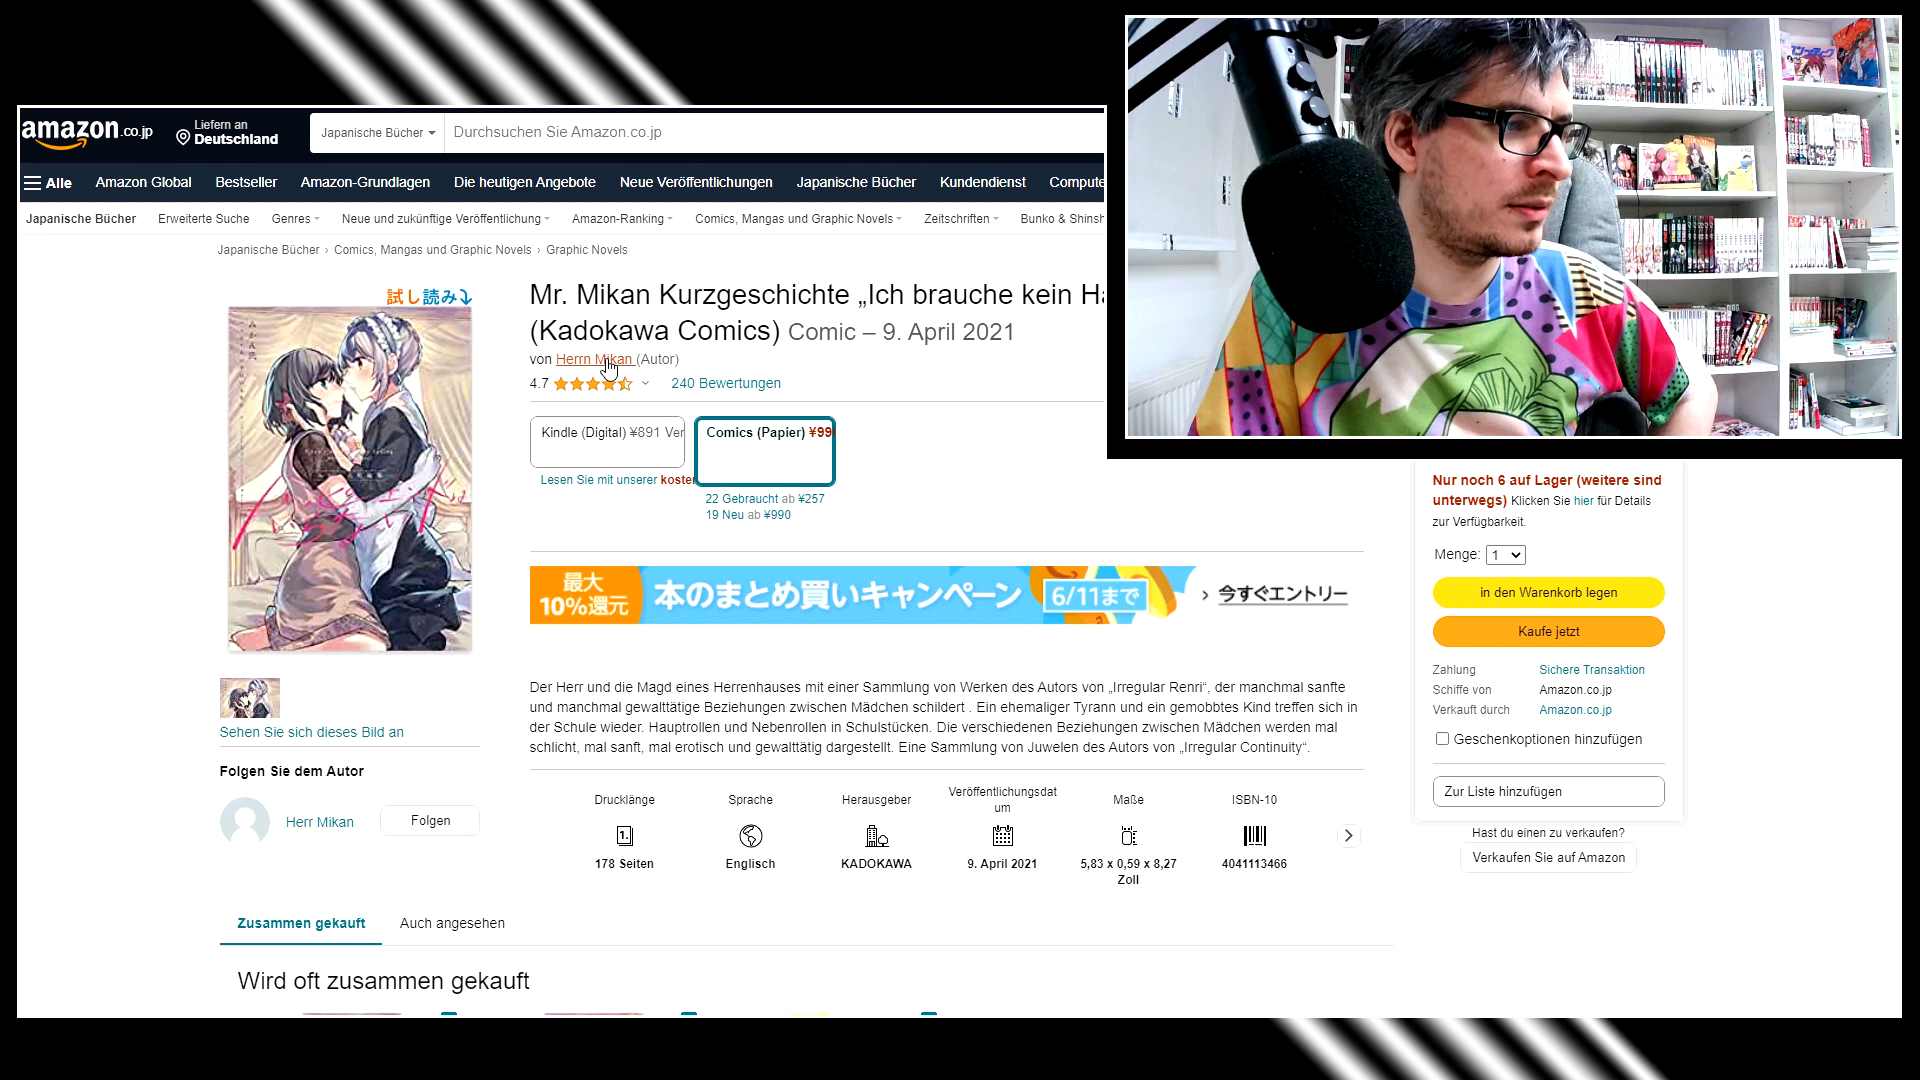 amazon.co.jp
Liefern an
Deutschland
Japanische Bücher
Durchsuchen Sie Amazon.co.jp
Alle
Amazon Global
Bestseller
Amazon-Grundlagen
Die heutigen Angebote
Neue Veröffentlichungen
Japanische Bücher
Kundendienst
Compute
Japanische Bücher
Erweiterte Suche
Genres
Neue und zukünftige Veröffentlichung
Amazon-Ranking
Comics, Mangas und Graphic Novels
Zeitschriften
Bunko & Shinsh
Japanische Bücher › Comics, Mangas und Graphic Novels › Graphic Novels
試し読み
Mr. Mikan Kurzgeschichte „Ich brauche kein Ha
(Kadokawa Comics) Comic – 9. April 2021
von Herrn Mikan (Autor)
4.7
240 Bewertungen
Kindle (Digital) ¥891 Ver
Comics (Papier) ¥99
Lesen Sie mit unserer kosten
22 Gebraucht ab ¥257
19 Neu ab ¥990
最大
10%還元
本のまとめ買いキャンペーン
6/11まで
› 今すぐエントリー
Der Herr und die Magd eines Herrenhauses mit einer Sammlung von Werken des Autors von „Irregular Renri“, der manchmal sanfte
und manchmal gewalttätige Beziehungen zwischen Mädchen schildert . Ein ehemaliger Tyrann und ein gemobbtes Kind treffen sich in
der Schule wieder. Hauptrollen und Nebenrollen in Schulstücken. Die verschiedenen Beziehungen zwischen Mädchen werden mal
schlicht, mal sanft, mal erotisch und gewalttätig dargestellt. Eine Sammlung von Juwelen des Autors von „Irregular Continuity“.
Sehen Sie sich dieses Bild an
Folgen Sie dem Autor
Herr Mikan
Folgen
Drucklänge
178 Seiten
Sprache
Englisch
Herausgeber
KADOKAWA
Veröffentlichungsdat
um
9. April 2021
Maße
5,83 x 0,59 x 8,27
Zoll
ISBN-10
4041113466
Nur noch 6 auf Lager (weitere sind
unterwegs) Klicken Sie hier für Details
zur Verfügbarkeit.
Menge: 1
in den Warenkorb legen
Kaufe jetzt
Zahlung Sichere Transaktion
Schiffe von Amazon.co.jp
Verkauft durch Amazon.co.jp
Geschenkoptionen hinzufügen
Zur Liste hinzufügen
Hast du einen zu verkaufen?
Verkaufen Sie auf Amazon
Zusammen gekauft
Auch angesehen
Wird oft zusammen gekauft